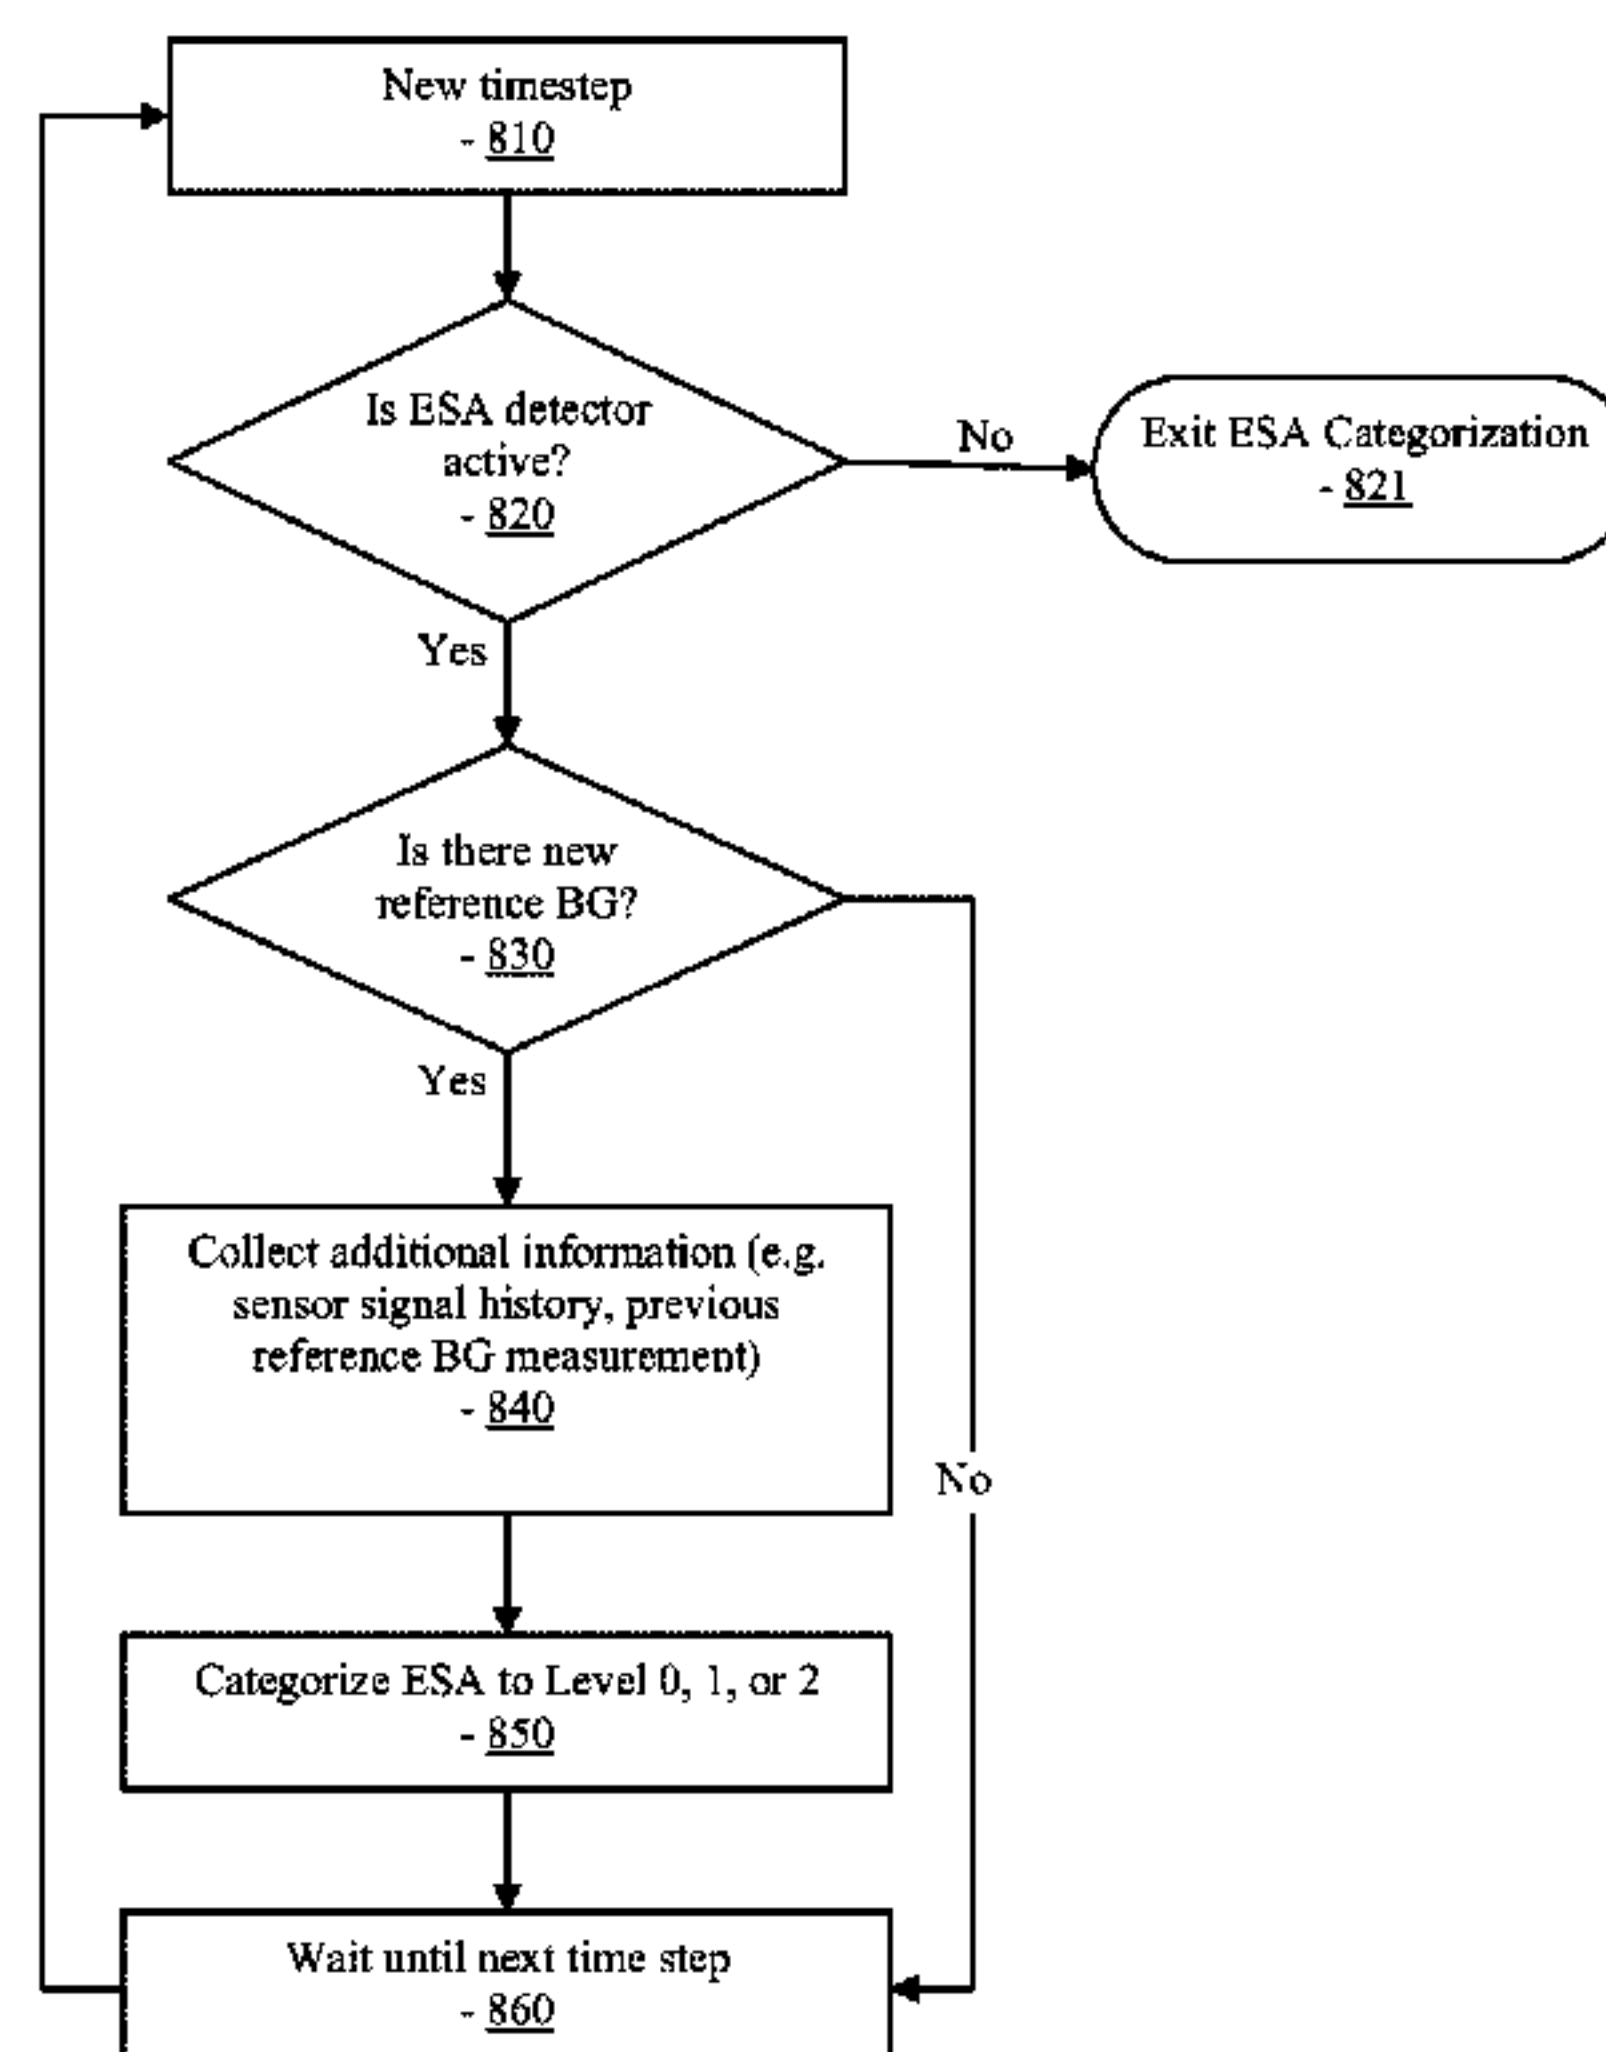 New timestep
- 810
Is ESA detector
active?
- 820
No
Exit ESA Categorization
- 821
Yes
Is there new
reference BG?
- 830
Yes
Collect additional information (e.g.
sensor signal history, previous
reference BG measurement)
- 840
No
Categorize ESA to Level 0, 1, or 2
- 850
Wait until next time step
- 860